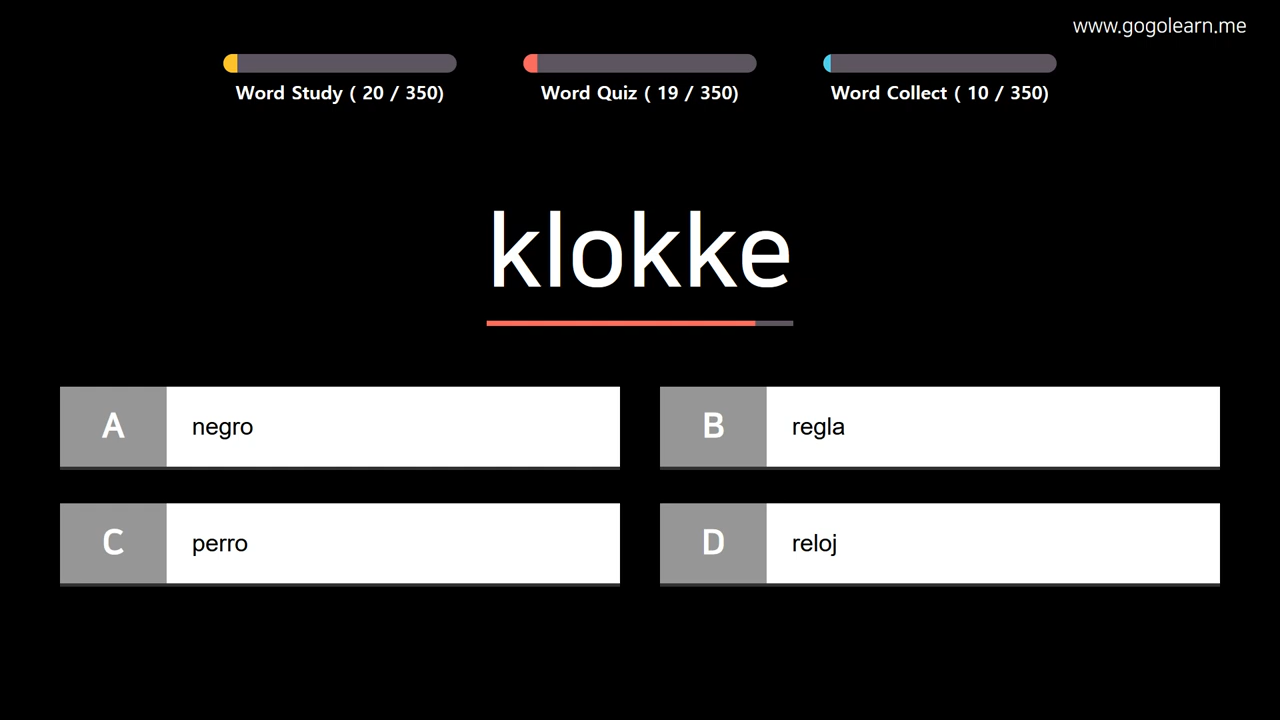 www.gogolearn.me
Word Study ( 20 / 350)
Word Quiz ( 19 / 350)
Word Collect ( 10 / 350)
klokke
A negro
B regla
C perro
D reloj